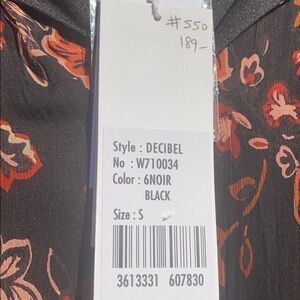 #550
189-
Style : DECIBEL
No : W710034
Color : 6NOIR
BLACK
Size : S
3613331 607830